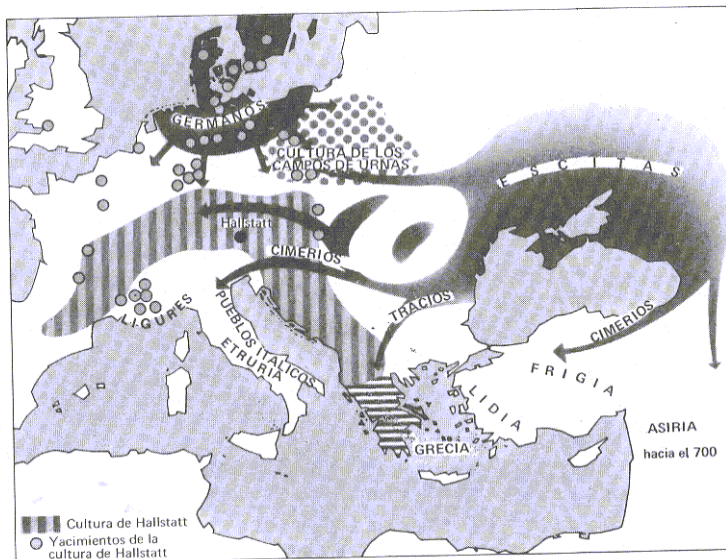 GERMANOS
CULTURA DE LOS
CAMPOS DE URNAS
ESCITAS
Hallstatt
CIMERIOS
LIGURES
PUEBLOS ITALICOS
ETRURIA
TRACIOS
CIMERIOS
FRIGIA
LIDIA
GRECIA
ASIRIA
hacia el 700
Cultura de Hallstatt
Yacimientos de la
cultura de Hallstatt